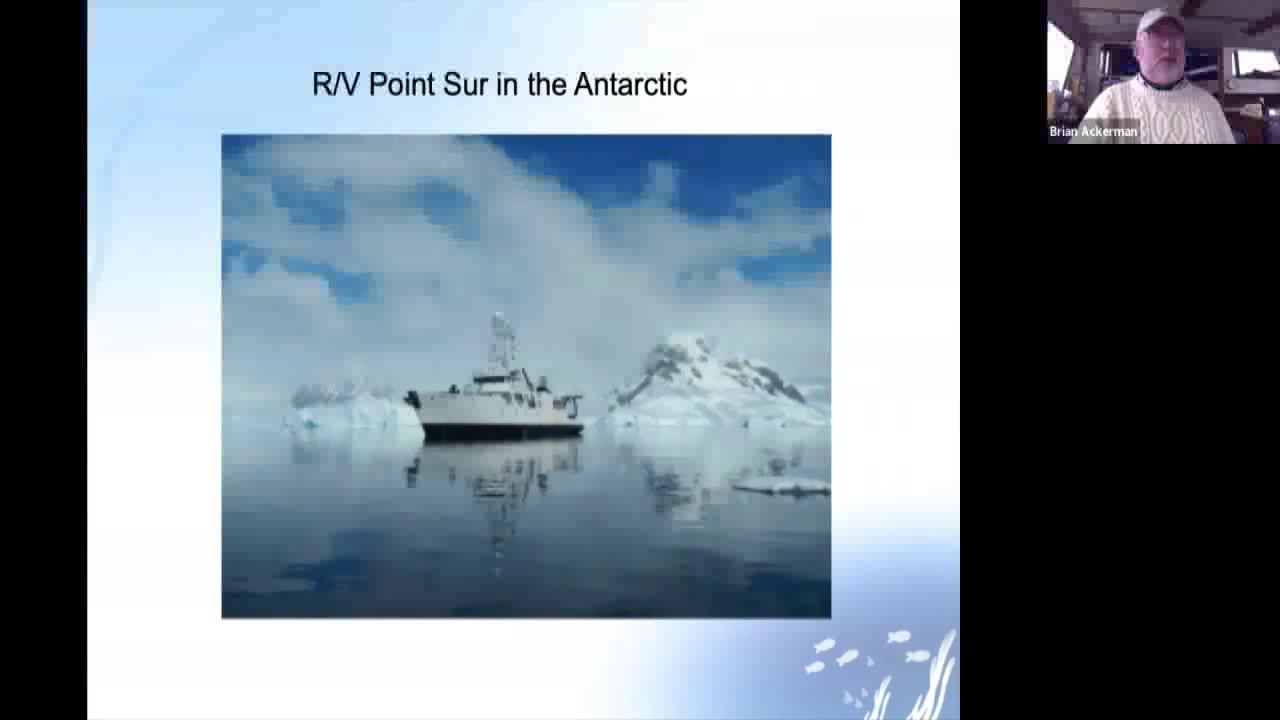 R/V Point Sur in the Antarctic
Brian Ackerman